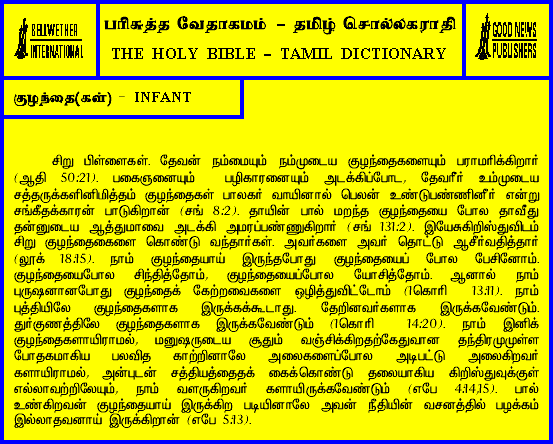 BELLWETHER
INTERNATIONAL
பரிசுத்த வேதாகமம் - தமிழ் சொல்லகராதி
THE HOLY BIBLE - TAMIL DICTIONARY
GOOD NEWS
PUBLISHERS
குழந்தை(கள்) - INFANT
சிறு பிள்ளைகள். தேவன் நம்மையும் நம்முடைய குழந்தைகளையும் பராமரிக்கிறார்
(ஆதி 50:21). பகைஞனையும் பழிகாரனையும் அடக்கிப்போட, தேவரீர் உம்முடைய
சத்தருக்களினிமித்தம் குழந்தைகள் பாலகர் வாயினால் பெலன் உண்டுபண்ணினீர் என்று
சங்கீதக்காரன் பாடுகிறான் (சங் 8:2). தாயின் பால் மறந்த குழந்தையை போல தாவீது
தன்னுடைய ஆத்துமாவை அடக்கி அமரப்பண்ணுகிறார் (சங் 131:2). இயேசுகிறிஸ்துவிடம்
சிறு குழந்தைகளை கொண்டு வந்தார்கள். அவர்களை அவர் தொட்டு ஆசீர்வதித்தார்
(லூக் 18:15). நாம் குழந்தையாய் இருந்தபோது குழந்தையைப் போல பேசினோம்.
குழந்தையைபோல சிந்தித்தோம், குழந்தையைப்போல யோசித்தோம். ஆனால் நாம்
புருஷனானபோது குழந்தைக் கேற்றவைகளை ஒழித்துவிட்டோம் (1கொரி 13:11). நாம்
புத்தியிலே குழந்தைகளாக இருக்கக்கூடாது. தேறினவர்களாக இருக்கவேண்டும்.
துர்குணத்திலே குழந்தைகளாக இருக்கவேண்டும் (1கொரி 14:20). நாம் இனிக்
குழந்தைகளாயிராமல், மனுஷருடைய சூதும் வஞ்சிக்கிறதற்கேதுவான தந்திரமுமுள்ள
போதகமாகிய பலவித காற்றினாலே அலைகளைப்போல அடிபட்டு அலைகிறவர்
களாயிராமல், அன்புடன் சத்தியத்தைதக் கைக்கொண்டு தலையாகிய கிறிஸ்துவுக்குள்
எல்லாவற்றிலேயும், நாம் வளருகிறவர் களாயிருக்கவேண்டும் (எபே 4:14,15). பால்
உண்கிறவன் குழந்தையாய் இருக்கிற படியினாலே அவன் நீதியின் வசனத்தில் பழக்கம்
இல்லாதவனாய் இருக்கிறான் (எபே 5:13).